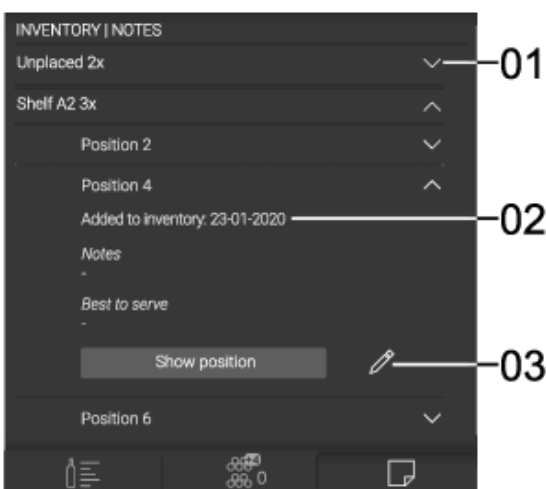 INVENTORY | NOTES
Unplaced 2x
01
Shelf A2 3x
Position 2
Position 4
Added to inventory: 23-01-2020
02
Notes
-
Best to serve
-
Show position
03
Position 6
0